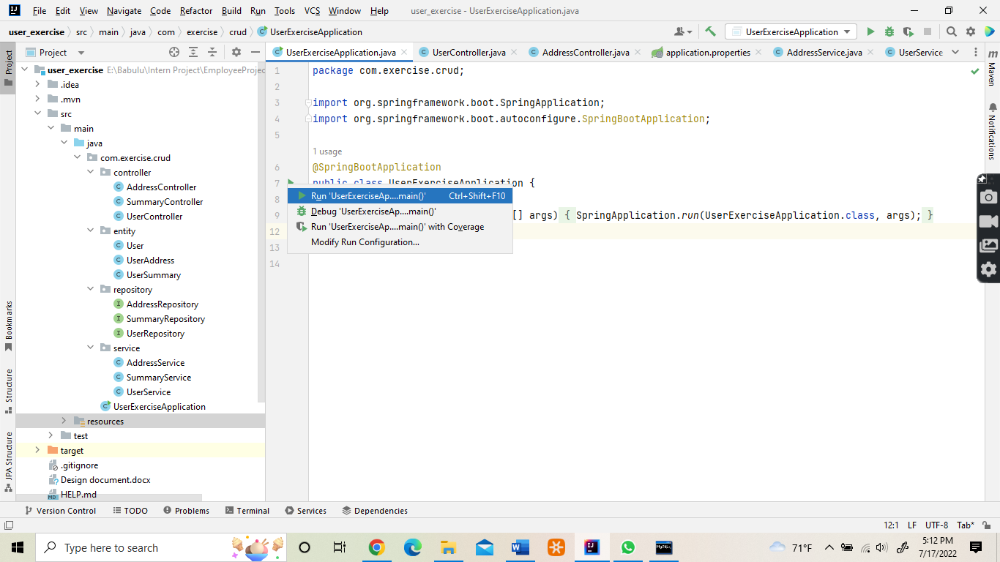 File Edit View Navigate Code Refactor Build Run Tools VCS Window Help user_exercise - UserExerciseApplication.java
user_exercise src main java com exercise crud UserExerciseApplication UserExerciseApplication
Project UserExerciseApplication.java UserController.java AddressController.java application.properties AddressService.java UserService
Project
Bookmarks
Structure
JPA Structure
user_exercise E:\Babulu\Intern Project\EmployeeProjec
.idea
.mvn
src
main
java
com.exercise.crud
controller
AddressController
SummaryController
UserController
entity
User
UserAddress
UserSummary
repository
AddressRepository
SummaryRepository
UserRepository
service
AddressService
SummaryService
UserService
UserExerciseApplication
resources
test
target
.gitignore
Design document.docx
HELP.md
1 package com.exercise.crud;
2
3 import org.springframework.boot.SpringApplication;
4 import org.springframework.boot.autoconfigure.SpringBootApplication;
5
1 usage
6 @SpringBootApplication
7 public class UserExerciseApplication {
8
9 [] args) { SpringApplication.run(UserExerciseApplication.class, args); }
12
13
14
Run 'UserExerciseAp....main()' Ctrl+Shift+F10
Debug 'UserExerciseAp....main()'
Run 'UserExerciseAp....main()' with Coverage
Modify Run Configuration...
m
Maven
Notifications
Version Control TODO Problems Terminal Services Dependencies
12:1 LF UTF-8 Tab*
Type here to search 71°F 5:12 PM
7/17/2022